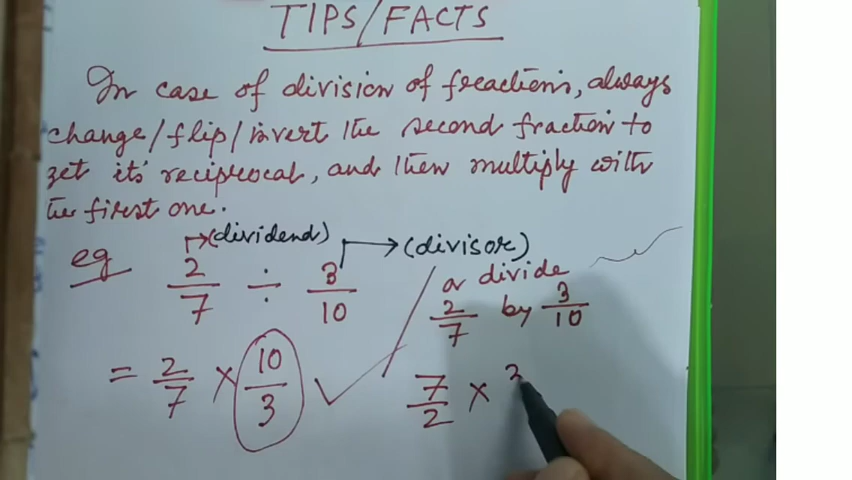 TIPS/FACTS
In case of division of freactions, always
change/flip/invert the second fraction to
get its reciprocal, and then multiply with
the first one.
eg 2/7 (dividend) ÷ 3/10 (divisor)
or divide
2/7 by 3/10
= 2/7 × 10/3
7/2 × 3